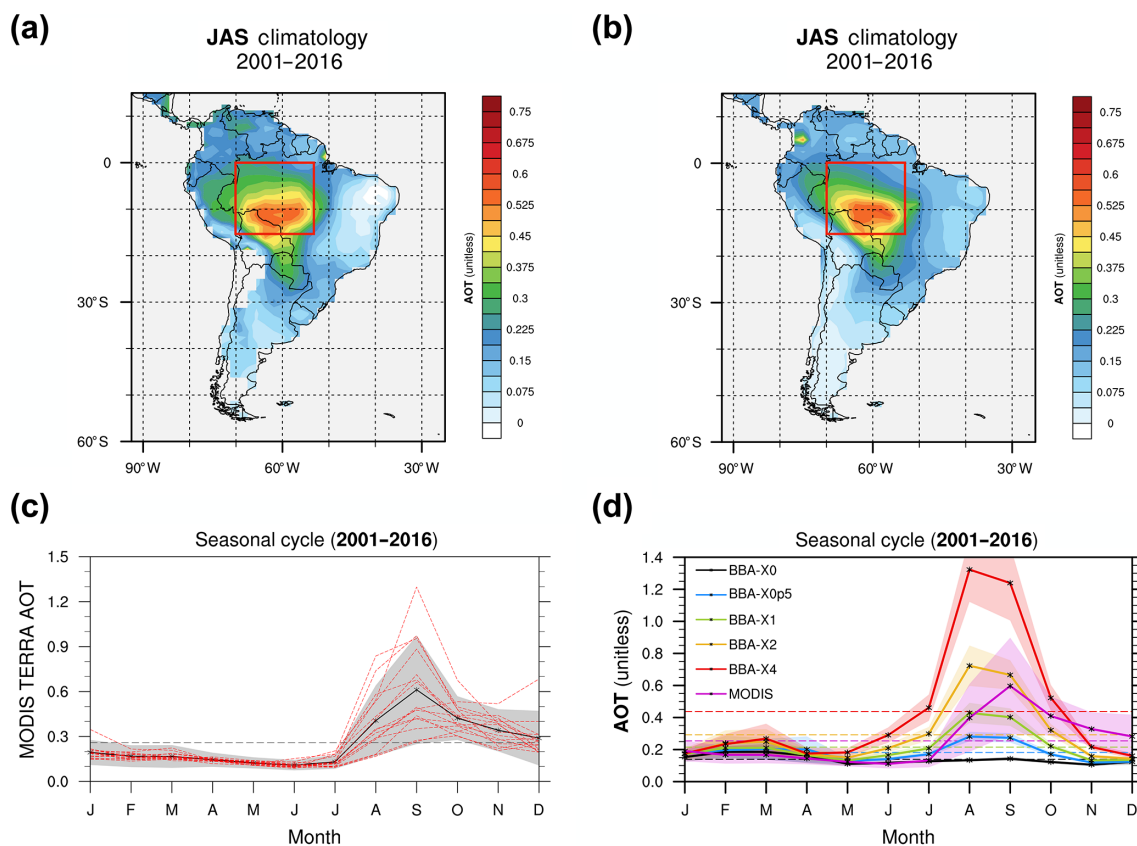 (a)
JAS climatology
2001–2016
0
30°S
60°S
90°W
60°W
30°W
0.75
0.675
0.6
0.525
0.45
0.375
0.3
0.225
0.15
0.075
0
AOT (unitless)
(b)
JAS climatology
2001–2016
0
30°S
60°S
90°W
60°W
30°W
0.75
0.675
0.6
0.525
0.45
0.375
0.3
0.225
0.15
0.075
0
AOT (unitless)
(c)
Seasonal cycle (2001–2016)
MODIS TERRA AOT
1.5
1.2
0.9
0.6
0.3
0.0
J F M A M J J A S O N D
Month
(d)
Seasonal cycle (2001–2016)
AOT (unitless)
1.4
1.2
1.0
0.8
0.6
0.4
0.2
0.0
BBA-X0
BBA-X0p5
BBA-X1
BBA-X2
BBA-X4
MODIS
J F M A M J J A S O N D
Month